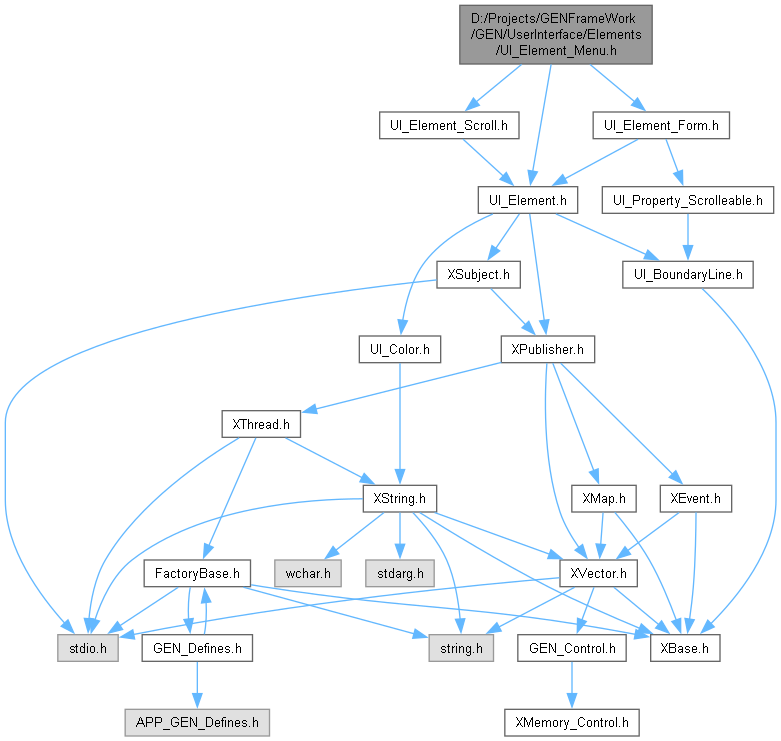 D:/Projects/GENFrameWork
/GEN/UserInterface/Elements
/UI_Element_Menu.h
UI_Element_Scroll.h
UI_Element_Form.h
UI_Element.h
UI_Property_Scrolleable.h
XSubject.h
UI_BoundaryLine.h
UI_Color.h
XPublisher.h
XThread.h
XString.h
XMap.h
XEvent.h
FactoryBase.h
wchar.h
stdarg.h
XVector.h
stdio.h
GEN_Defines.h
string.h
GEN_Control.h
XBase.h
APP_GEN_Defines.h
XMemory_Control.h